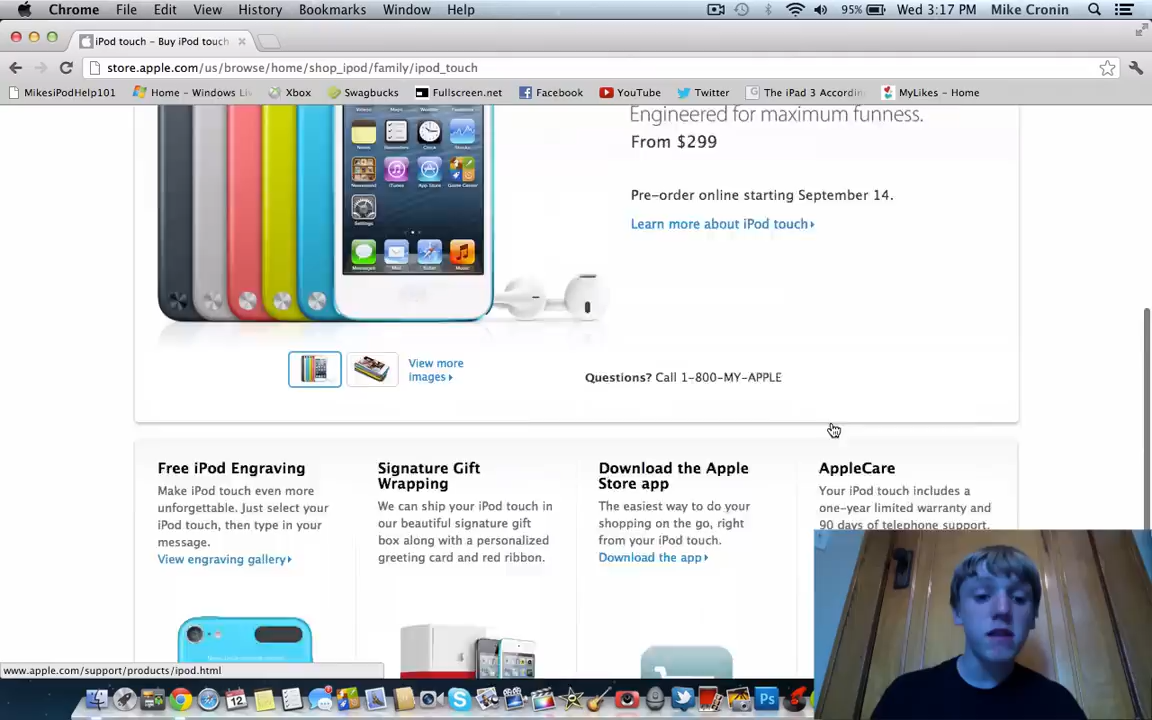 Chrome File Edit View History Bookmarks Window Help 95% Wed 3:17 PM Mike Cronin
iPod touch – Buy iPod touch
store.apple.com/us/browse/home/shop_ipod/family/ipod_touch
MikesiPodHelp101 Home – Windows Li Xbox Swagbucks Fullscreen.net Facebook YouTube Twitter The iPad 3 Accordin MyLikes – Home
Engineered for maximum funness.
From $299
Pre-order online starting September 14.
Learn more about iPod touch
View more
images
Questions? Call 1-800-MY-APPLE
Free iPod Engraving
Make iPod touch even more
unforgettable. Just select your
iPod touch, then type in your
message.
View engraving gallery
Signature Gift
Wrapping
We can ship your iPod touch in
our beautiful signature gift
box along with a personalized
greeting card and red ribbon.
Download the Apple
Store app
The easiest way to do your
shopping on the go, right
from your iPod touch.
Download the app
AppleCare
Your iPod touch includes a
one-year limited warranty and
90 days of telephone support.
www.apple.com/support/products/ipod.html